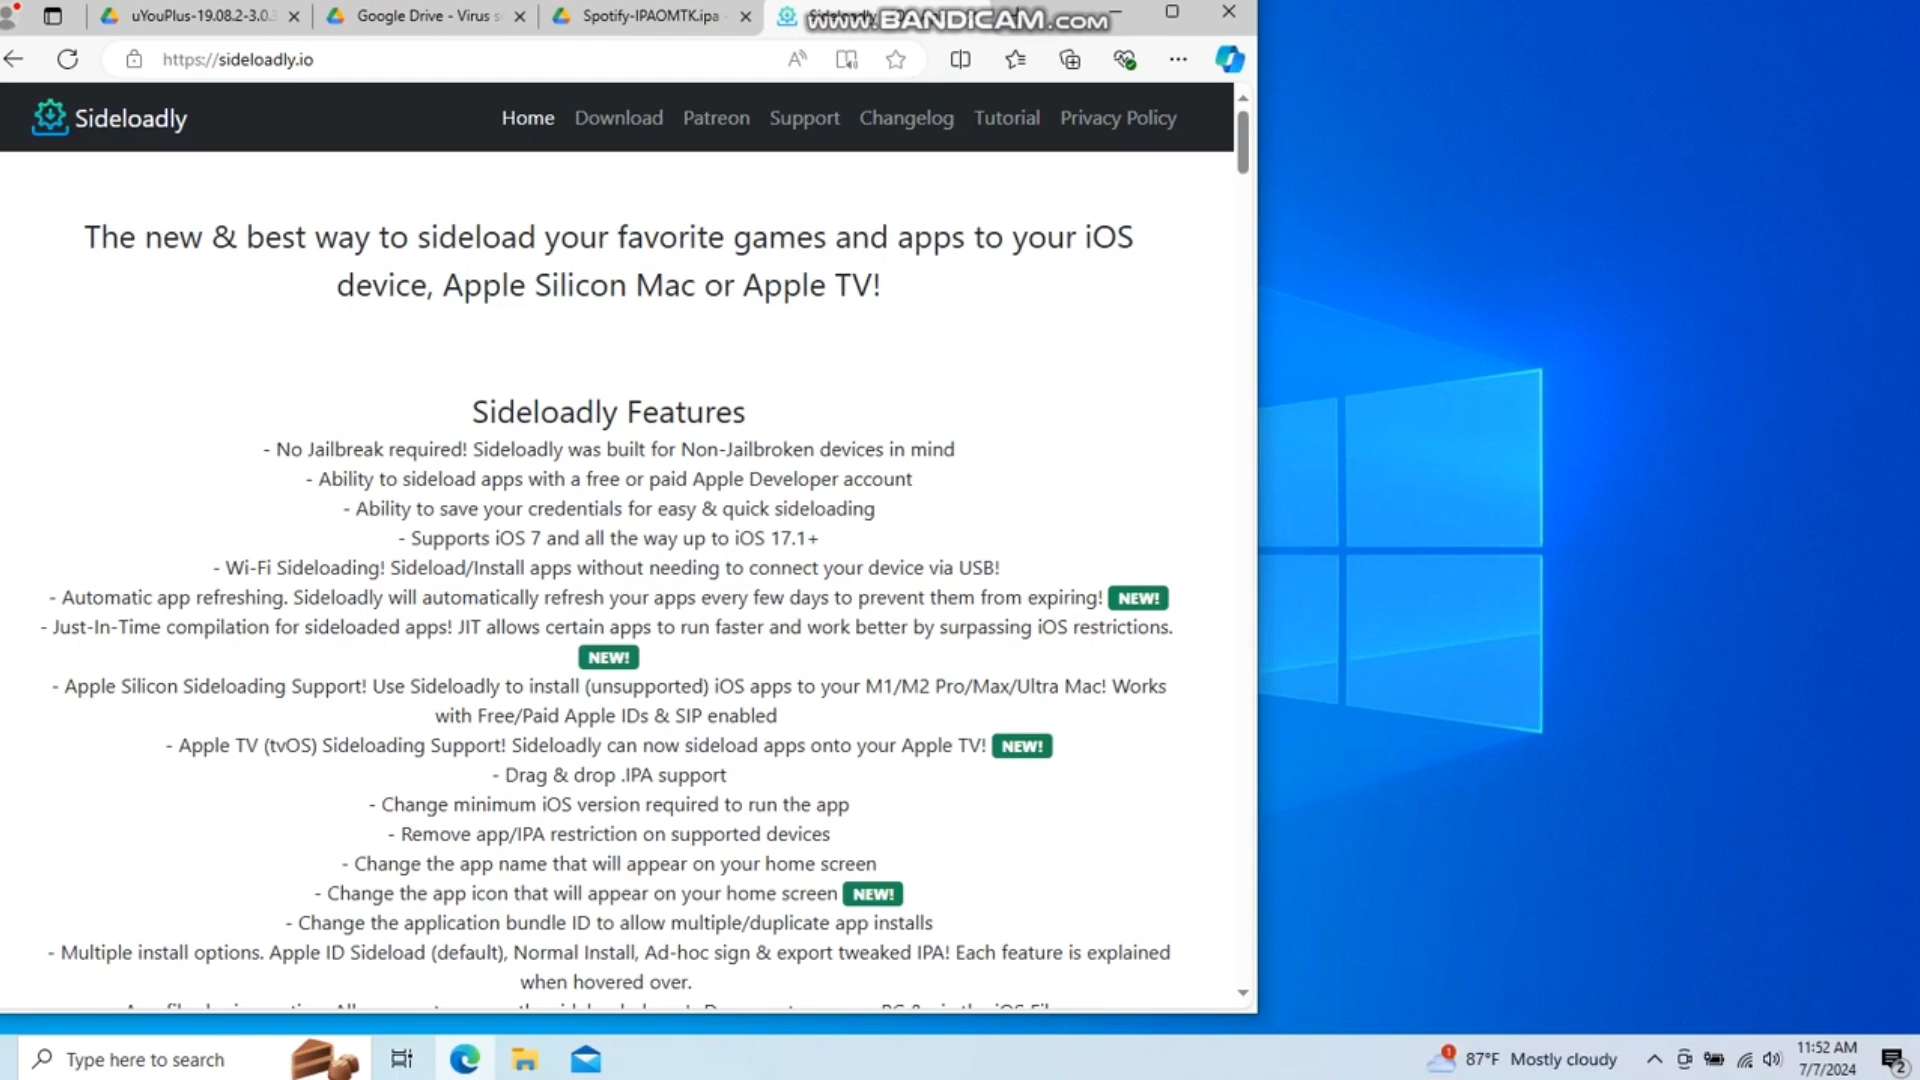 uYouPlus-19.08.2-3.0.
Google Drive - Virus s
Spotify-IPAOMTK.ipa
www.BANDICAM.com
https://sideloadly.io
Sideloadly
Home
Download
Patreon
Support
Changelog
Tutorial
Privacy Policy
The new & best way to sideload your favorite games and apps to your iOS
device, Apple Silicon Mac or Apple TV!
Sideloadly Features
- No Jailbreak required! Sideloadly was built for Non-Jailbroken devices in mind
- Ability to sideload apps with a free or paid Apple Developer account
- Ability to save your credentials for easy & quick sideloading
- Supports iOS 7 and all the way up to iOS 17.1+
- Wi-Fi Sideloading! Sideload/Install apps without needing to connect your device via USB!
- Automatic app refreshing. Sideloadly will automatically refresh your apps every few days to prevent them from expiring! NEW!
- Just-In-Time compilation for sideloaded apps! JIT allows certain apps to run faster and work better by surpassing iOS restrictions.
NEW!
- Apple Silicon Sideloading Support! Use Sideloadly to install (unsupported) iOS apps to your M1/M2 Pro/Max/Ultra Mac! Works
with Free/Paid Apple IDs & SIP enabled
- Apple TV (tvOS) Sideloading Support! Sideloadly can now sideload apps onto your Apple TV! NEW!
- Drag & drop .IPA support
- Change minimum iOS version required to run the app
- Remove app/IPA restriction on supported devices
- Change the app name that will appear on your home screen
- Change the app icon that will appear on your home screen NEW!
- Change the application bundle ID to allow multiple/duplicate app installs
- Multiple install options. Apple ID Sideload (default), Normal Install, Ad-hoc sign & export tweaked IPA! Each feature is explained
when hovered over.
Type here to search
1
87°F Mostly cloudy
11:52 AM
7/7/2024
2